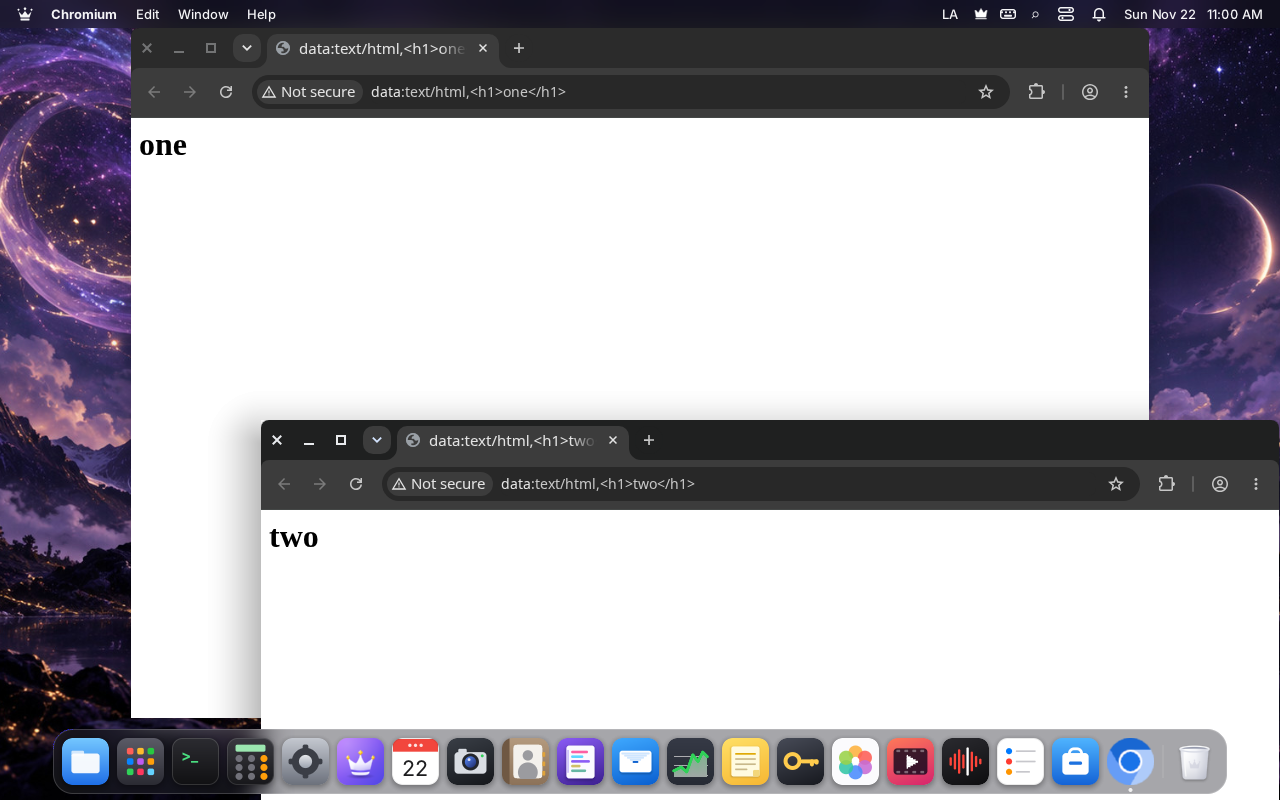 Chromium Edit Window Help LA Sun Nov 22 11:00 AM
data:text/html,<h1>one
Not secure data:text/html,<h1>one</h1>
one
data:text/html,<h1>two
Not secure data:text/html,<h1>two</h1>
two
>_
22